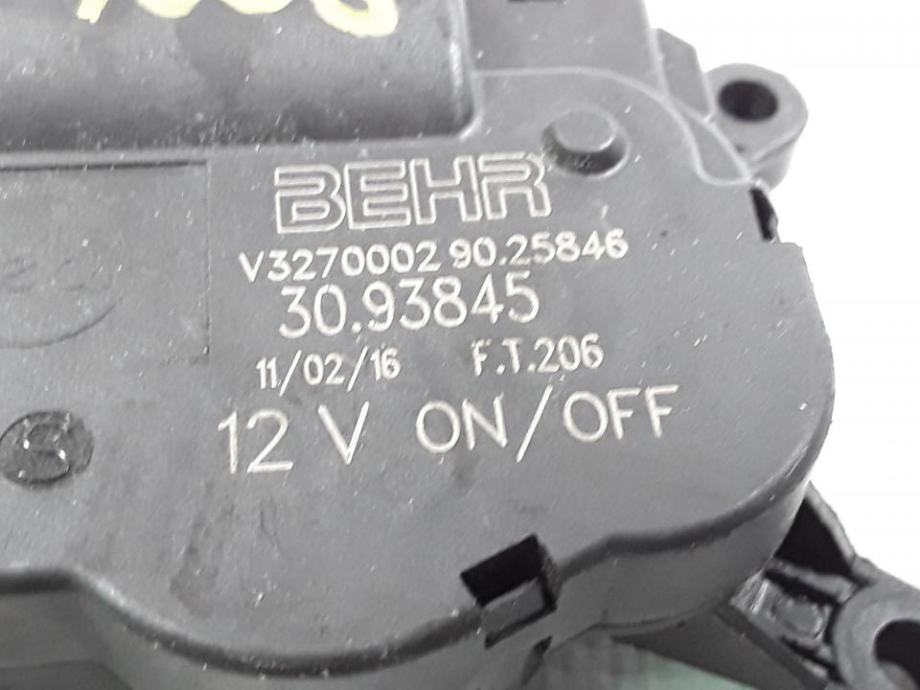 BEHR
V3270002 90.25846
30.93845
11/02/16 F.T.206
12 V ON/OFF